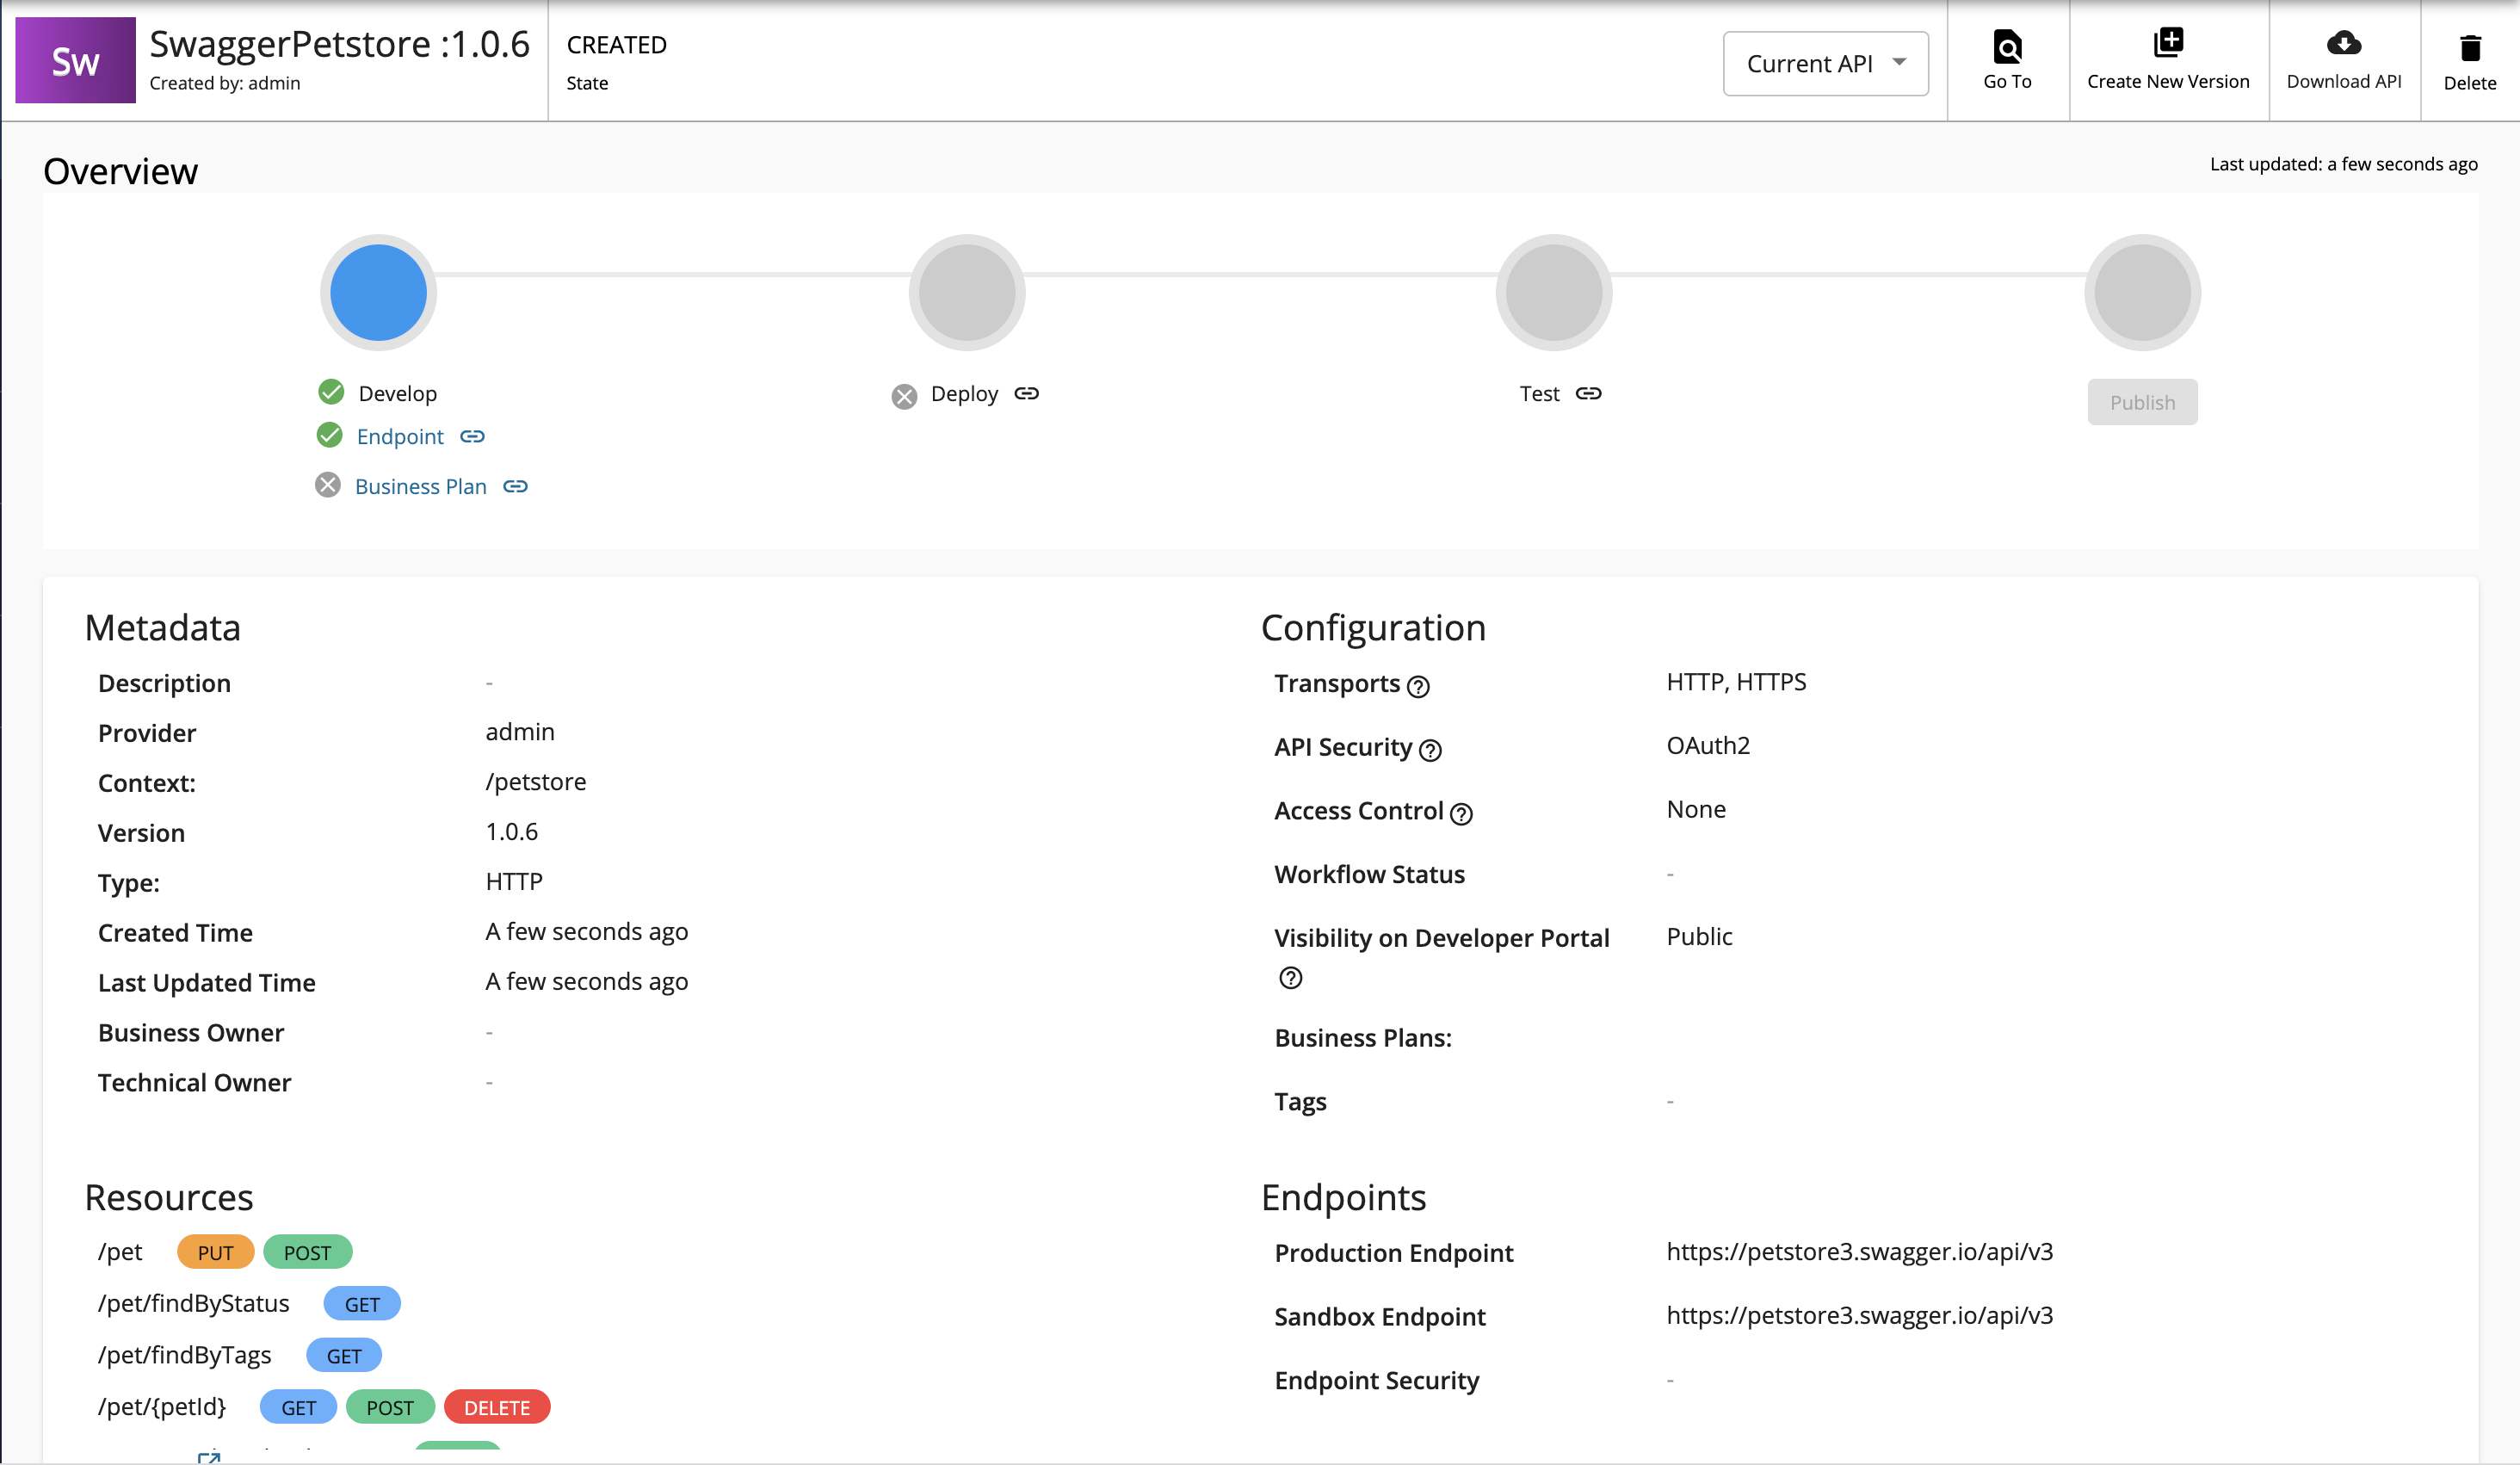 Sw
SwaggerPetstore :1.0.6
Created by: admin
CREATED
State
Current API
Go To
Create New Version
Download API
Delete
Overview
Last updated: a few seconds ago
Develop
Endpoint
Business Plan
Deploy
Test
Publish
Metadata
Description -
Provider admin
Context: /petstore
Version 1.0.6
Type: HTTP
Created Time A few seconds ago
Last Updated Time A few seconds ago
Business Owner -
Technical Owner -
Configuration
Transports HTTP, HTTPS
API Security OAuth2
Access Control None
Workflow Status -
Visibility on Developer Portal Public
Business Plans:
Tags -
Resources
/pet PUT POST
/pet/findByStatus GET
/pet/findByTags GET
/pet/{petId} GET POST DELETE
Endpoints
Production Endpoint https://petstore3.swagger.io/api/v3
Sandbox Endpoint https://petstore3.swagger.io/api/v3
Endpoint Security -